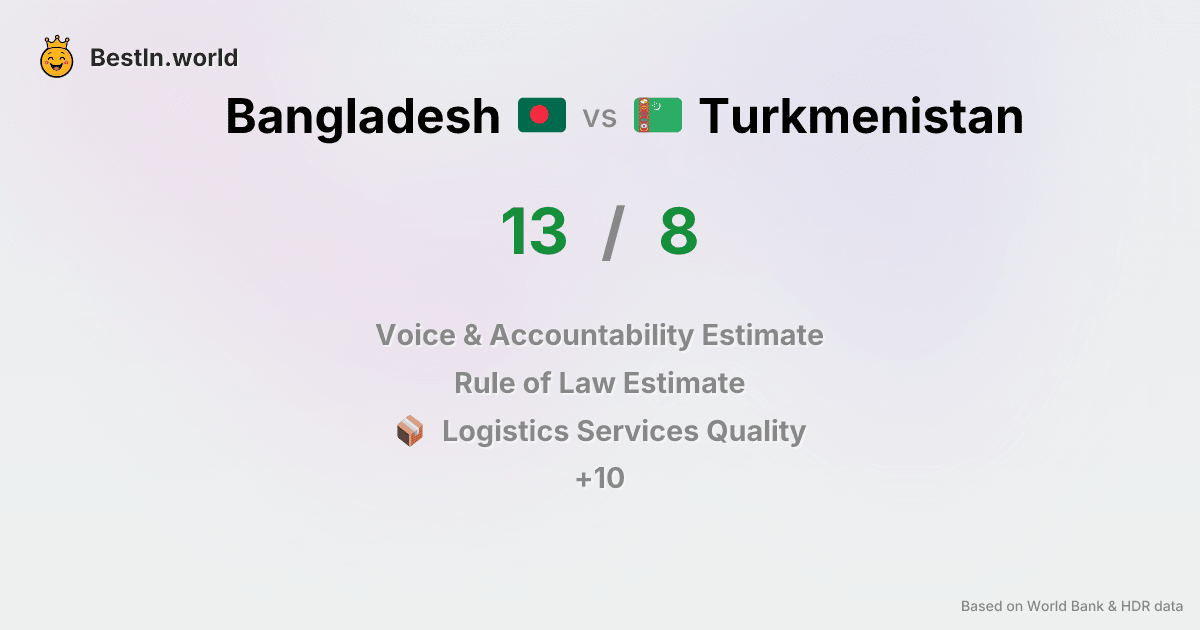 BestIn.world
Bangladesh vs Turkmenistan
13 / 8
Voice & Accountability Estimate
Rule of Law Estimate
Logistics Services Quality
+10
Based on World Bank & HDR data